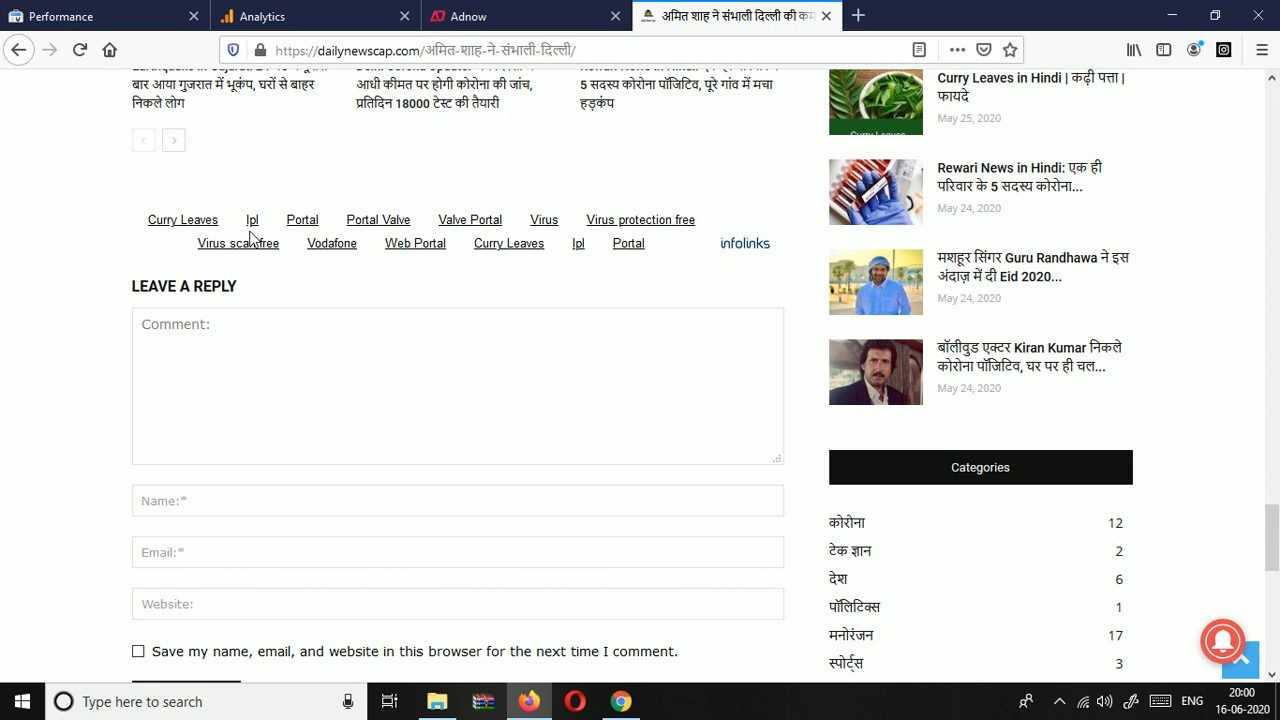 Performance
Analytics
Adnow
अमित शाह ने संभाली दिल्ली की कम
https://dailynewscap.com/अमित-शाह-ने-संभाली-दिल्ली/
बार आया गुजरात में भूकंप, घरों से बाहर
निकले लोग
आधी कीमत पर होगी कोरोना की जांच,
प्रतिदिन 18000 टेस्ट की तैयारी
5 सदस्य कोरोना पॉजिटिव, पूरे गांव में मचा
हड़कंप
Curry Leaves Ipl Portal Portal Valve Valve Portal Virus Virus protection free
Virus scan free Vodafone Web Portal Curry Leaves Ipl Portal infolinks
LEAVE A REPLY
Comment:
Name:*
Email:*
Website:
Save my name, email, and website in this browser for the next time I comment.
Curry Leaves in Hindi | कढ़ी पत्ता |
फायदे
May 25, 2020
Rewari News in Hindi: एक ही
परिवार के 5 सदस्य कोरोना...
May 24, 2020
मशहूर सिंगर Guru Randhawa ने इस
अंदाज़ में दी Eid 2020...
May 24, 2020
बॉलीवुड एक्टर Kiran Kumar निकले
कोरोना पॉजिटिव, घर पर ही चल...
May 24, 2020
Categories
कोरोना 12
टेक ज्ञान 2
देश 6
पॉलिटिक्स 1
मनोरंजन 17
स्पोर्ट्स 3
Type here to search
ENG
20:00
16-06-2020